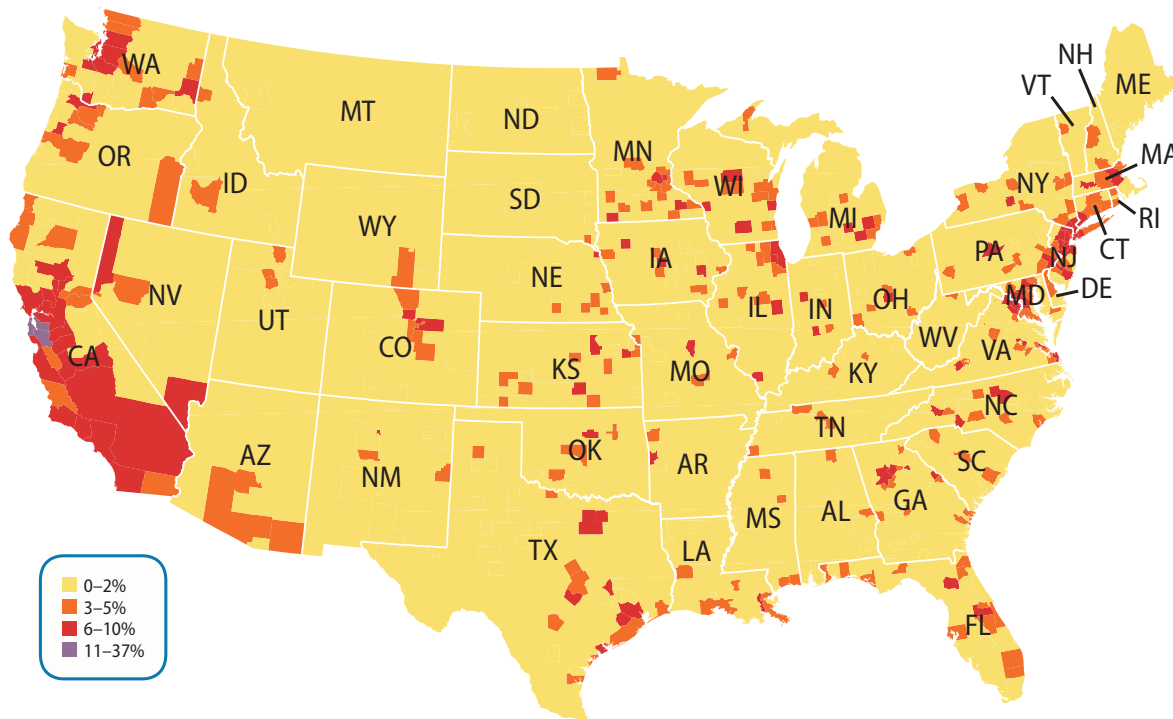 NH
VT
ME
WA
MT
ND
MN
MA
OR
ID
SD
WI
NY
MI
RI
WY
CT
IA
PA
NJ
NE
NV
OH
DE
IL
IN
MD
UT
WV
CA
CO
KS
MO
KY
VA
NC
TN
AZ
OK
NM
AR
SC
GA
MS
AL
TX
LA
FL
0–2%
3–5%
6–10%
11–37%